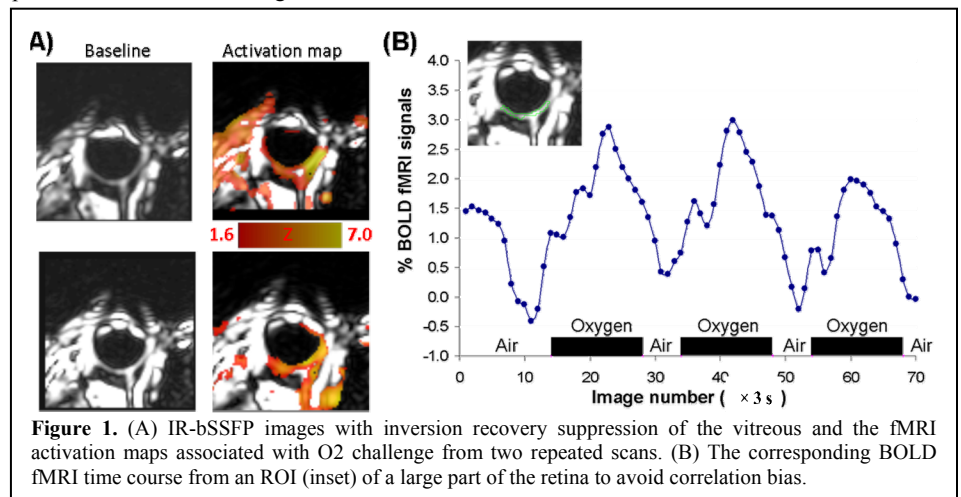 A)
Baseline
Activation map
1.6 Z 7.0
(B)
% BOLD fMRI signals
4.0
3.5
3.0
2.5
2.0
1.5
1.0
0.5
0.0
-0.5
-1.0
Oxygen Oxygen Oxygen
Air Air Air Air
0 10 20 30 40 50 60 70
Image number ( × 3 s )
Figure 1. (A) IR-bSSFP images with inversion recovery suppression of the vitreous and the fMRI
activation maps associated with O2 challenge from two repeated scans. (B) The corresponding BOLD
fMRI time course from an ROI (inset) of a large part of the retina to avoid correlation bias.